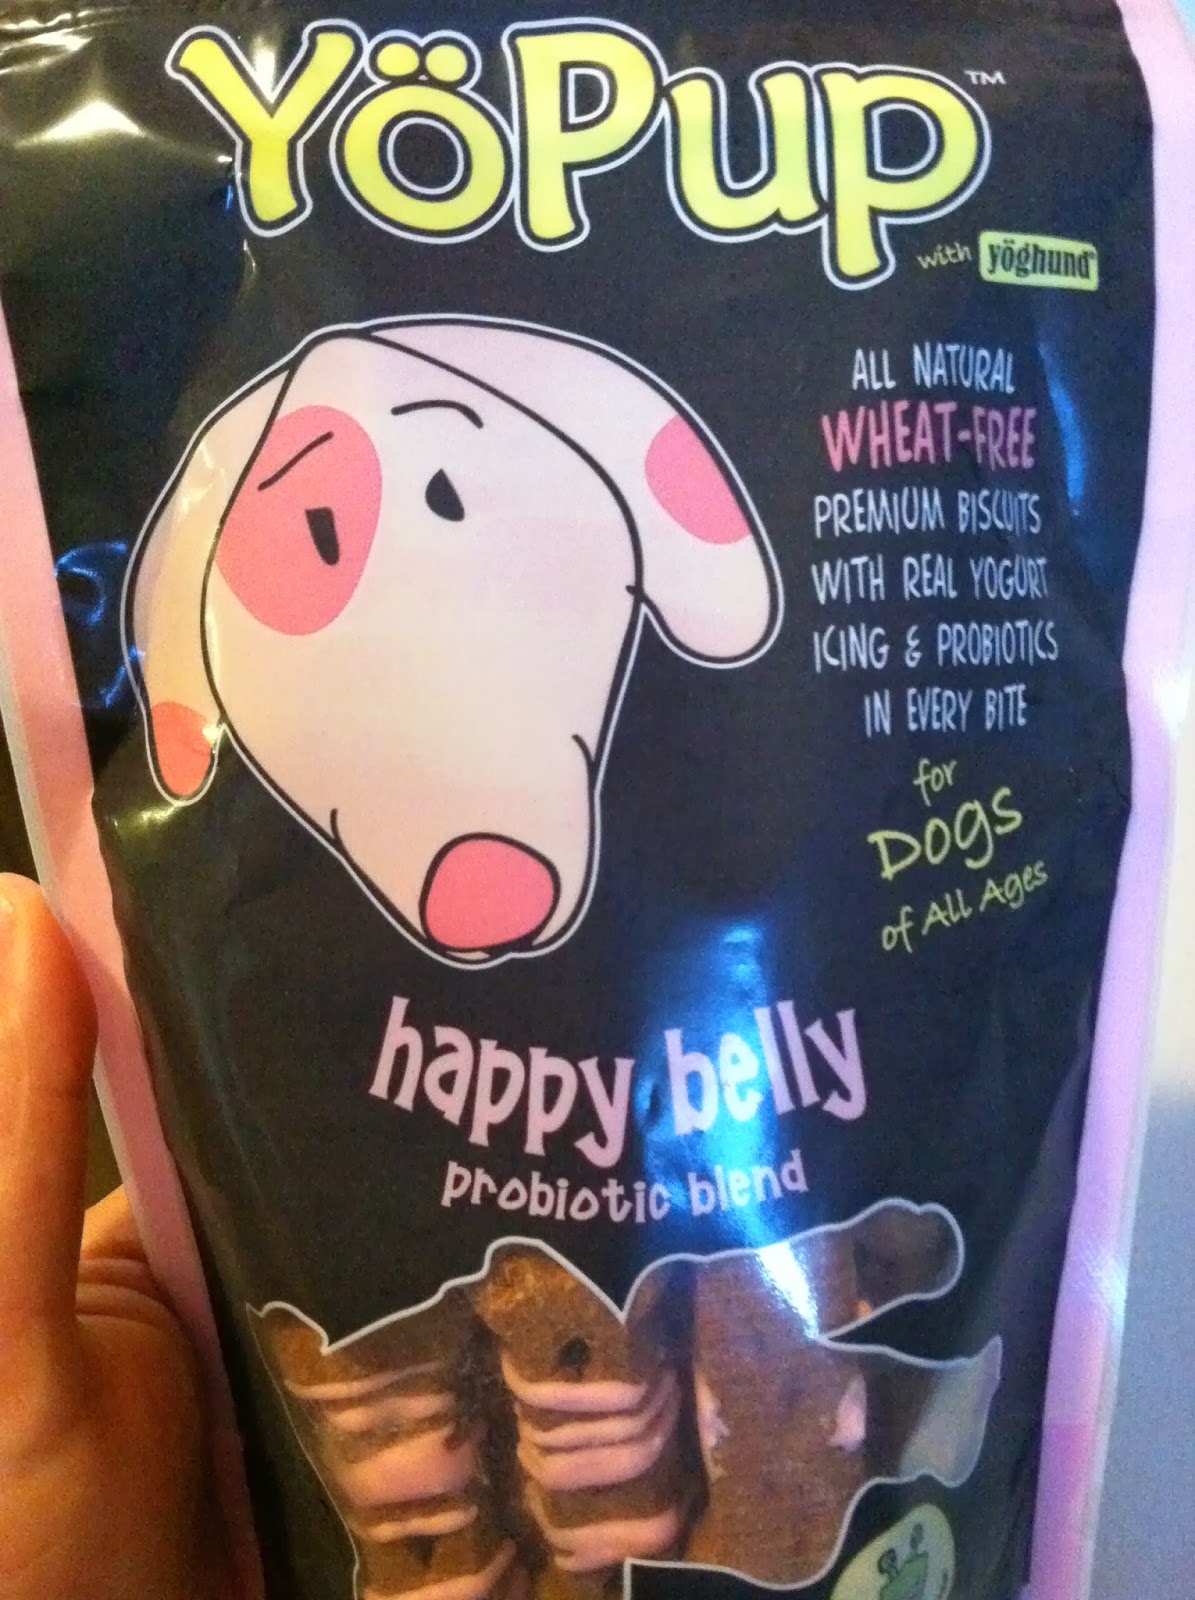 YöPup™
with yöghund
ALL NATURAL
WHEAT-FREE
PREMIUM BISCUITS
WITH REAL YOGURT
ICING & PROBIOTICS
IN EVERY BITE
for
Dogs
of All Ages
happy belly
probiotic blend